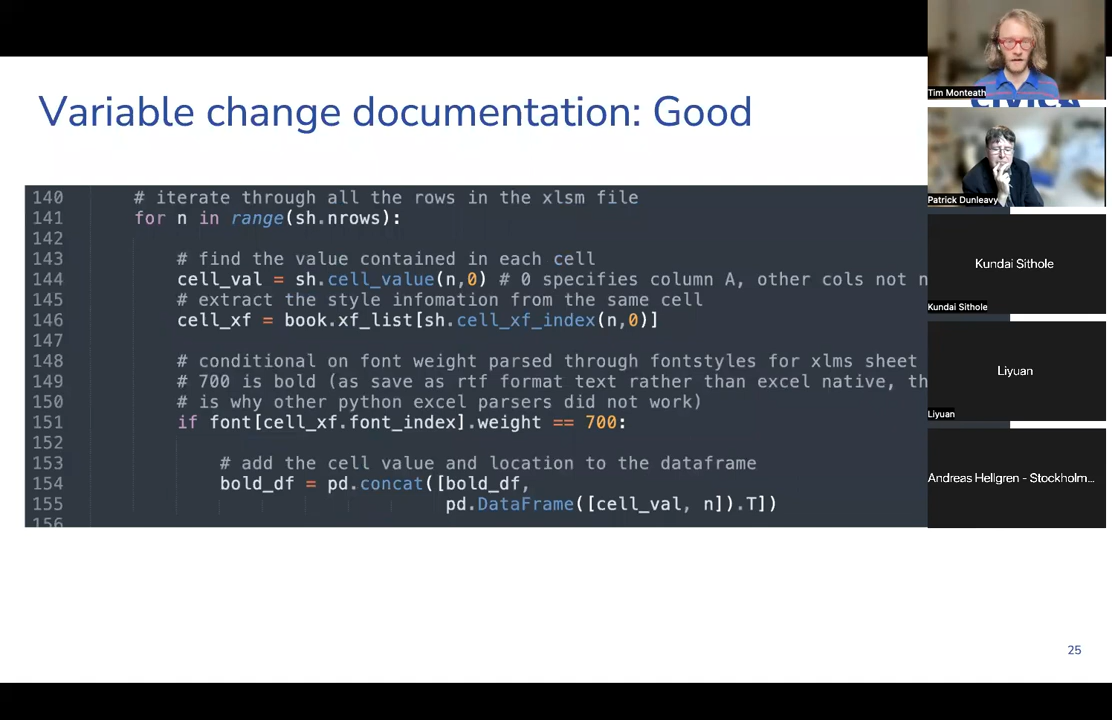 Variable change documentation: Good
140 # iterate through all the rows in the xlsm file
141 for n in range(sh.nrows):
142
143 # find the value contained in each cell
144 cell_val = sh.cell_value(n,0) # 0 specifies column A, other cols not n
145 # extract the style infomation from the same cell
146 cell_xf = book.xf_list[sh.cell_xf_index(n,0)]
147
148 # conditional on font weight parsed through fontstyles for xlms sheet
149 # 700 is bold (as save as rtf format text rather than excel native, th
150 # is why other python excel parsers did not work)
151 if font[cell_xf.font_index].weight == 700:
152
153 # add the cell value and location to the dataframe
154 bold_df = pd.concat([bold_df,
155 pd.DataFrame([cell_val, n]).T])
156
25
Tim Monteath
CIVICA
Patrick Dunleavy
Kundai Sithole
Kundai Sithole
Liyuan
Liyuan
Andreas Hellgren - Stockholm...